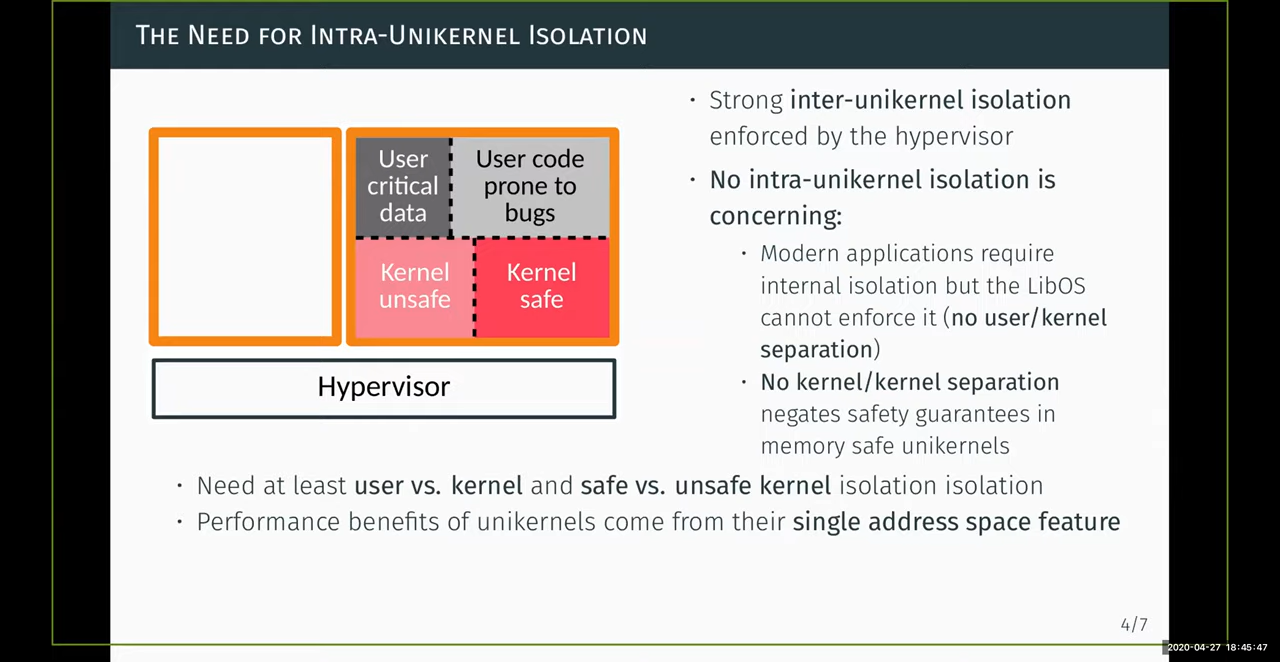 The Need for Intra-Unikernel Isolation
User
critical
data
User code
prone to
bugs
Kernel
unsafe
Kernel
safe
Hypervisor
· Strong inter-unikernel isolation
enforced by the hypervisor
· No intra-unikernel isolation is
concerning:
· Modern applications require
internal isolation but the LibOS
cannot enforce it (no user/kernel
separation)
· No kernel/kernel separation
negates safety guarantees in
memory safe unikernels
· Need at least user vs. kernel and safe vs. unsafe kernel isolation isolation
· Performance benefits of unikernels come from their single address space feature
4/7
2020-04-27 18:45:47